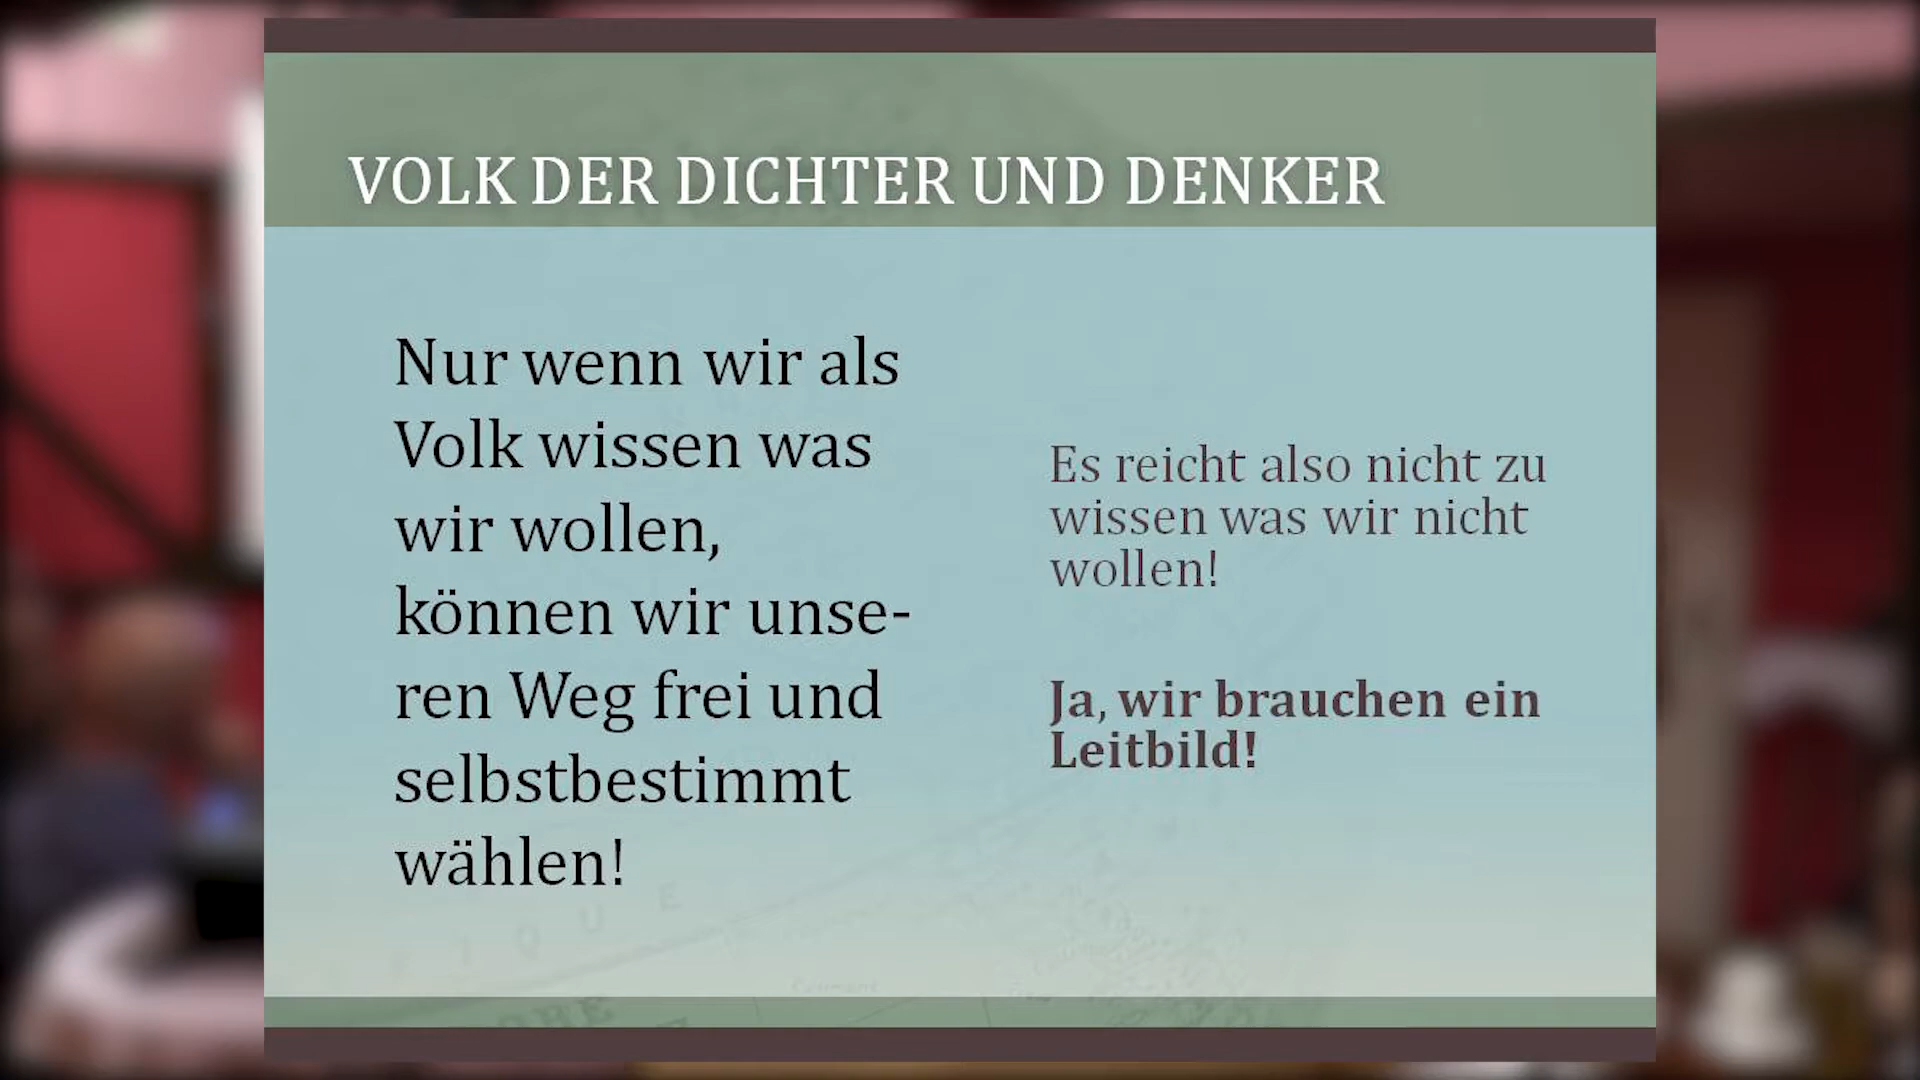 VOLK DER DICHTER UND DENKER
Nur wenn wir als
Volk wissen was
wir wollen,
können wir unse-
ren Weg frei und
selbstbestimmt
wählen!
Es reicht also nicht zu
wissen was wir nicht
wollen!
Ja, wir brauchen ein
Leitbild!